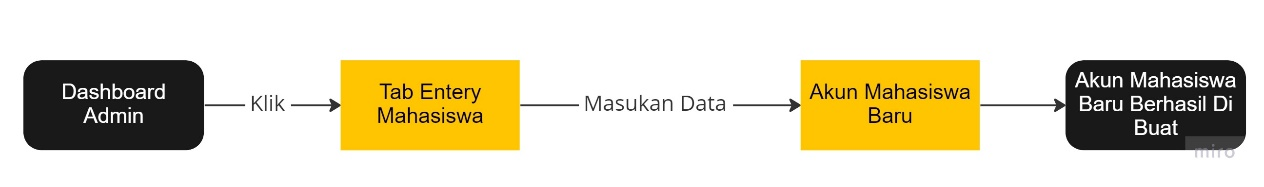 Dashboard
Admin
Klik
Tab Entery
Mahasiswa
Masukan Data
Akun Mahasiswa
Baru
Akun Mahasiswa
Baru Berhasil Di
Buat
miro